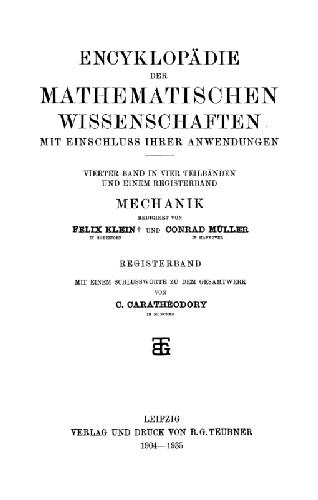 ENCYKLOPÄDIE
DER
MATHEMATISCHEN
WISSENSCHAFTEN
MIT EINSCHLUSS IHRER ANWENDUNGEN
VIERTER BAND IN VIER TEILBÄNDEN
UND EINEM REGISTERBAND
MECHANIK
REDIGIERT VON
FELIX KLEIN† UND CONRAD MÜLLER
IN GÖTTINGEN IN HANNOVER
REGISTERBAND
MIT EINEM SCHLUSSWORTE ZU DEM GESAMTWERK
VON
C. CARATHÉODORY
IN MÜNCHEN
BTG
LEIPZIG
VERLAG UND DRUCK VON B. G. TEUBNER
1904—1935